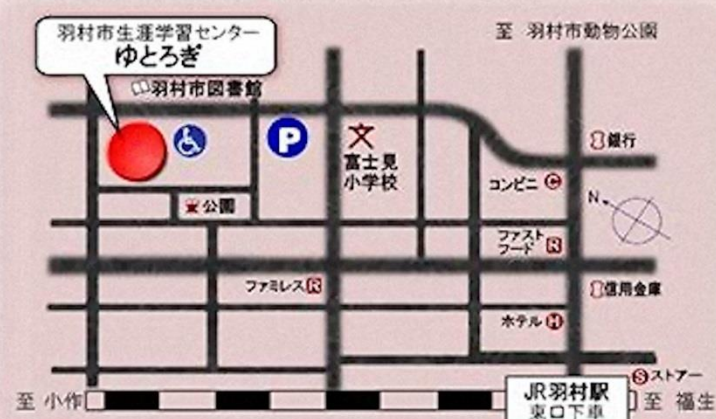 羽村市生涯学習センター
ゆとろぎ
至 羽村市動物公園
羽村市図書館
P
文
富士見
小学校
銀行
コンビニ C
N
公園
ファスト
フード R
ファミレス R
信用金庫
ホテル H
S ストアー
至 小作
JR羽村駅
東口下車
至 福生